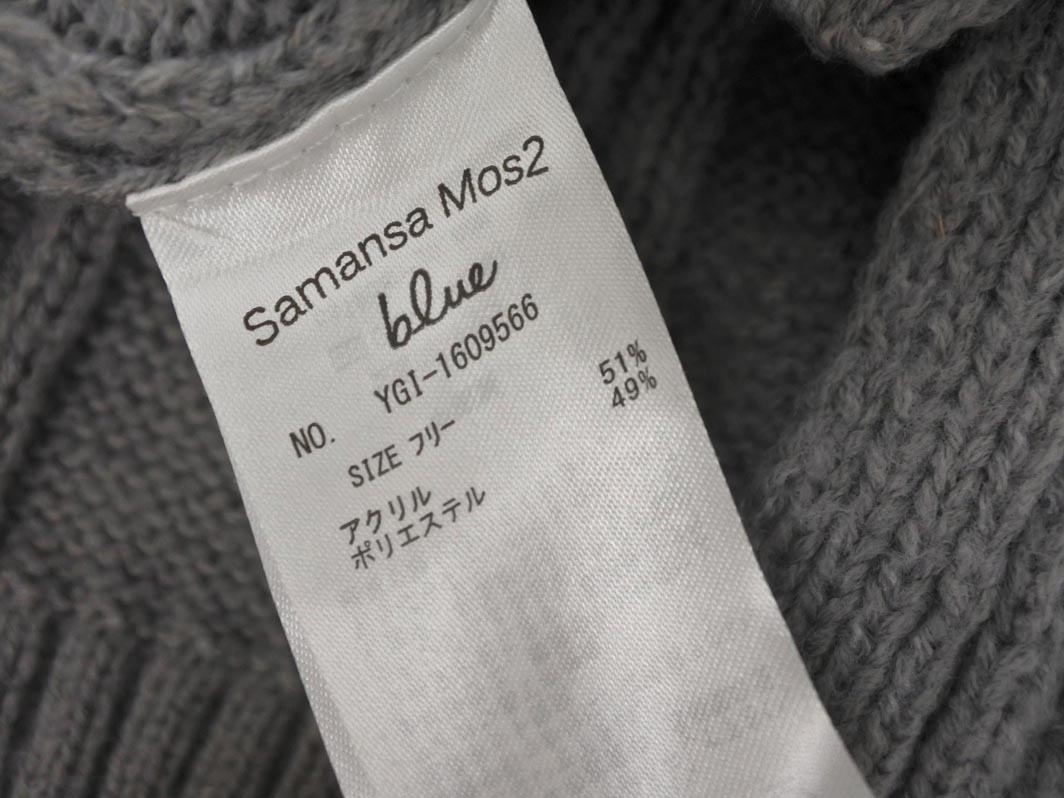 Samansa Mos2
blue
NO. YGI-1609566
SIZE フリー
アクリル 51%
ポリエステル 49%